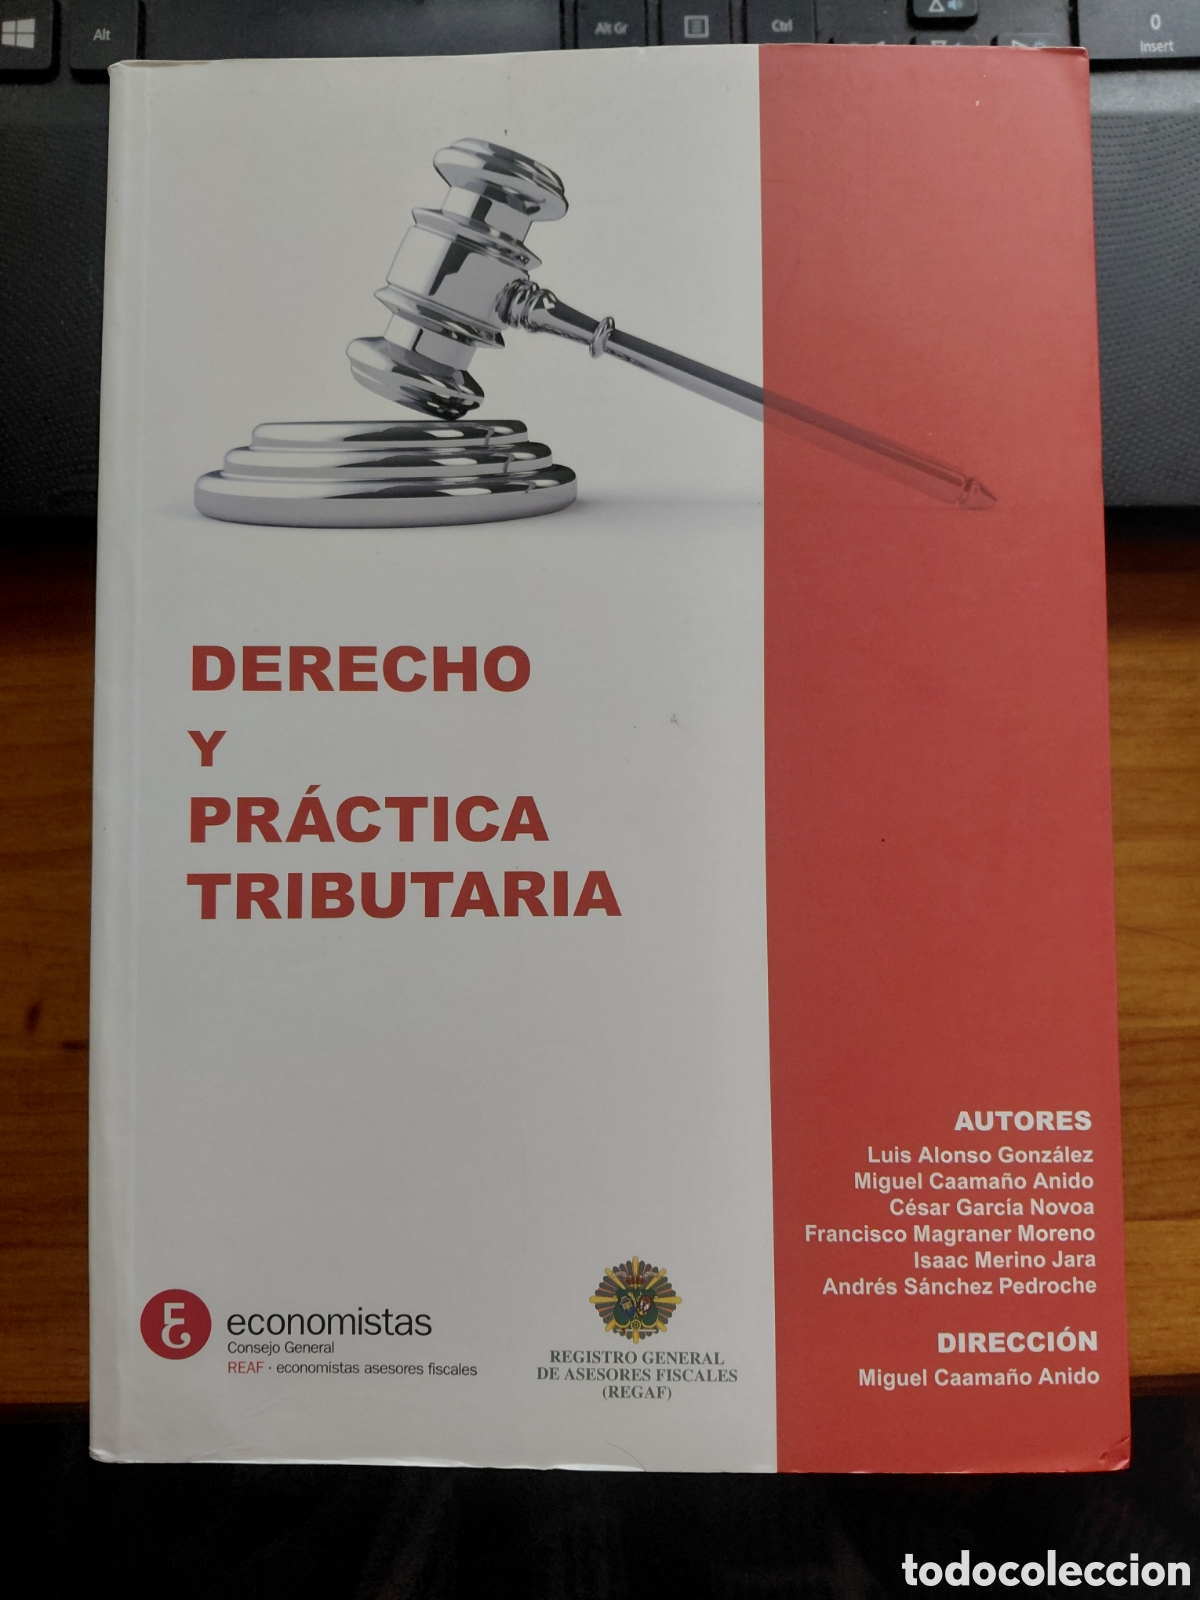 Alt
Alt Gr
Ctrl
0
Insert
DERECHO
Y
PRÁCTICA
TRIBUTARIA
AUTORES
Luis Alonso González
Miguel Caamaño Anido
César García Novoa
Francisco Magraner Moreno
Isaac Merino Jara
Andrés Sánchez Pedroche
DIRECCIÓN
Miguel Caamaño Anido
economistas
Consejo General
REAF · economistas asesores fiscales
REGISTRO GENERAL
DE ASESORES FISCALES
(REGAF)
todocoleccion